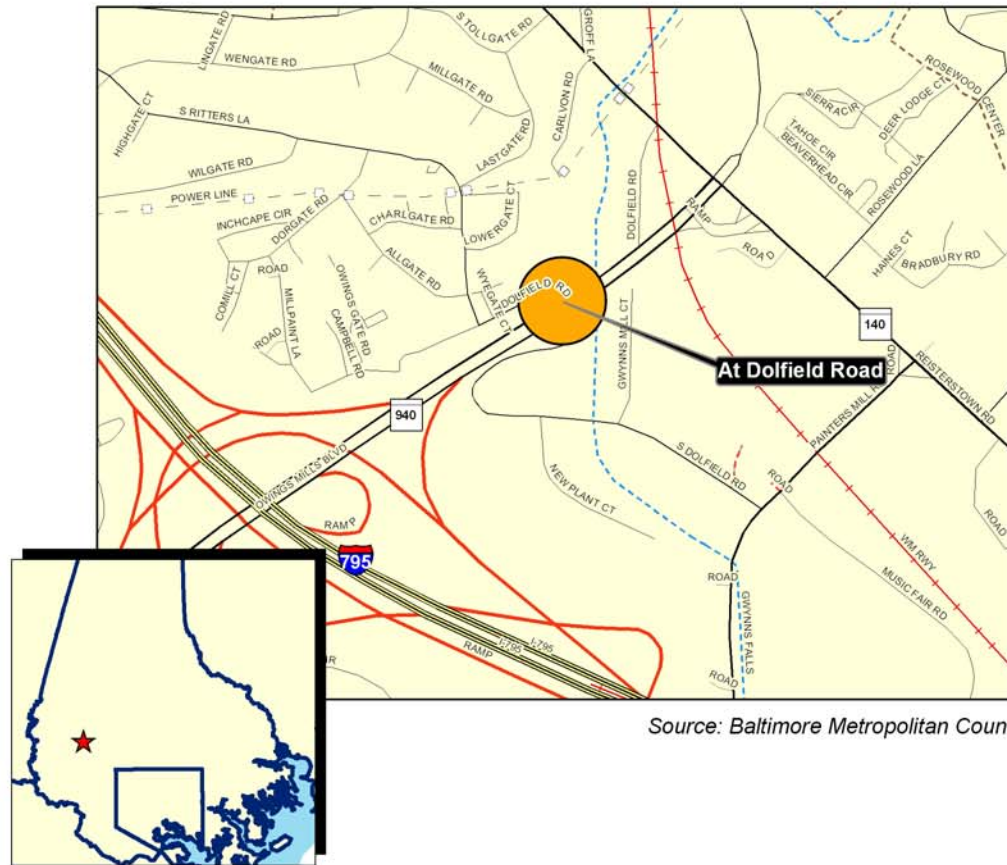 LINGATE RD
S TOLLGATE RD
GROFF LA
WENGATE RD
MILLGATE RD
ROSEWOOD CENTER
SIERRA CIR
DEER LODGE CT
HIGHGATE CT
S RITTERS LA
CARLVON RD
LASTGATE RD
TAHOE CIR
BEAVERHEAD CIR
ROSEWOOD LA
WILGATE RD
POWER LINE
INCHCAPE CIR
DORGATE RD
CHARLGATE RD
LOWERGATE CT
DOLFIELD RD
RAMP
ROAD
HAINES CT
BRADBURY RD
COMILL CT
ROAD
MILLPAINT LA
OWINGS GATE RD
CAMPBELL RD
ALLGATE RD
WYEGATE CT
DOLFIELD RD
GWYNNS MILL CT
ROAD
140
At Dolfield Road
ROAD
REISTERSTOWN RD
PAINTERS MILL R
940
OWINGS MILLS BLVD
S DOLFIELD RD
NEW PLANT CT
ROAD
ROAD
RAMP
795
WM RWY
MUSIC FAIR RD
ROAD
GWYNNS FALLS
I-795
I-795
RAMP
ROAD
IR
Source: Baltimore Metropolitan Coun